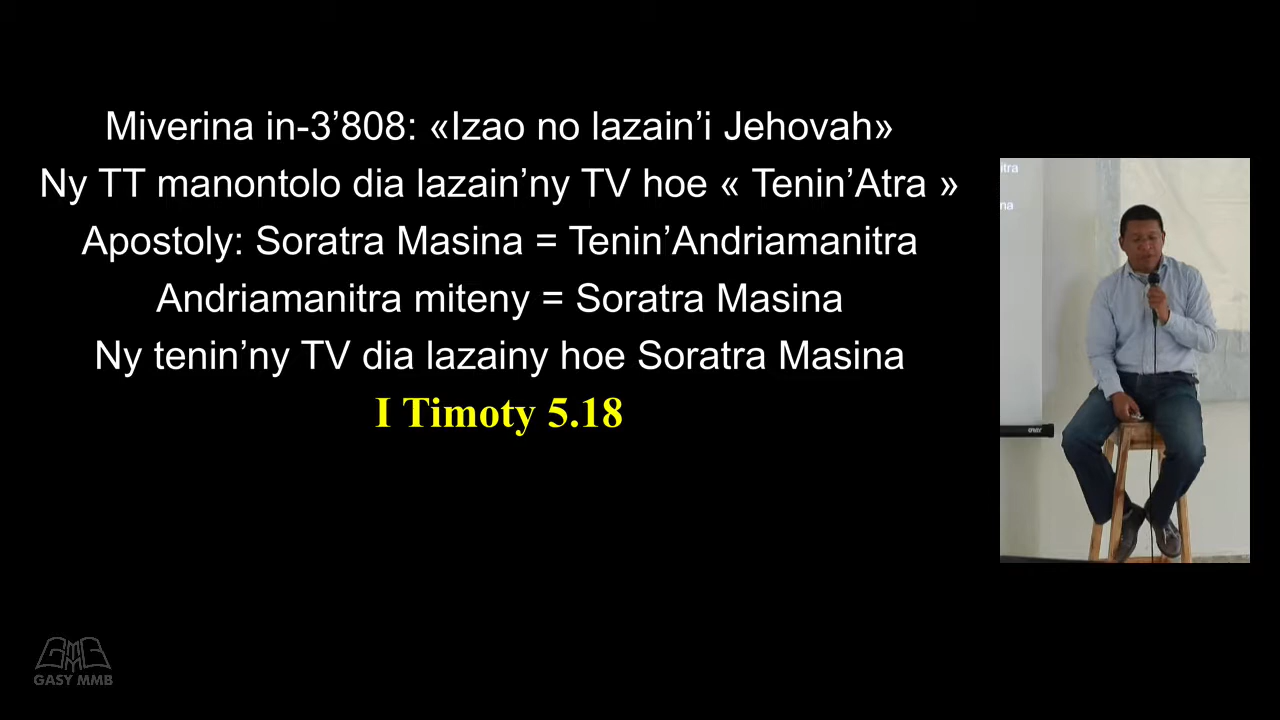 Miverina in-3’808: «Izao no lazain’i Jehovah»
Ny TT manontolo dia lazain’ny TV hoe « Tenin’Atra »
Apostoly: Soratra Masina = Tenin’Andriamanitra
Andriamanitra miteny = Soratra Masina
Ny tenin’ny TV dia lazainy hoe Soratra Masina
I Timoty 5.18
GASY MMB